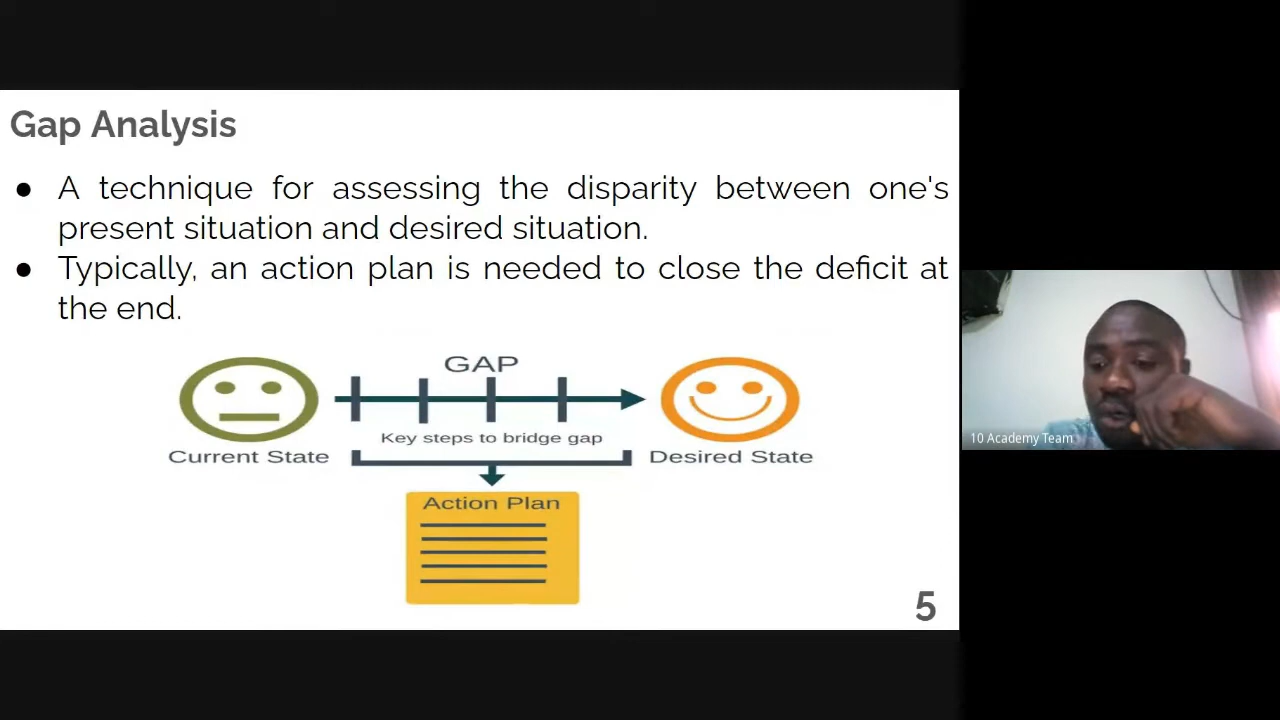 Gap Analysis
● A technique for assessing the disparity between one's
present situation and desired situation.
● Typically, an action plan is needed to close the deficit at
the end.
GAP
Key steps to bridge gap
Current State
Desired State
Action Plan
5
10 Academy Team